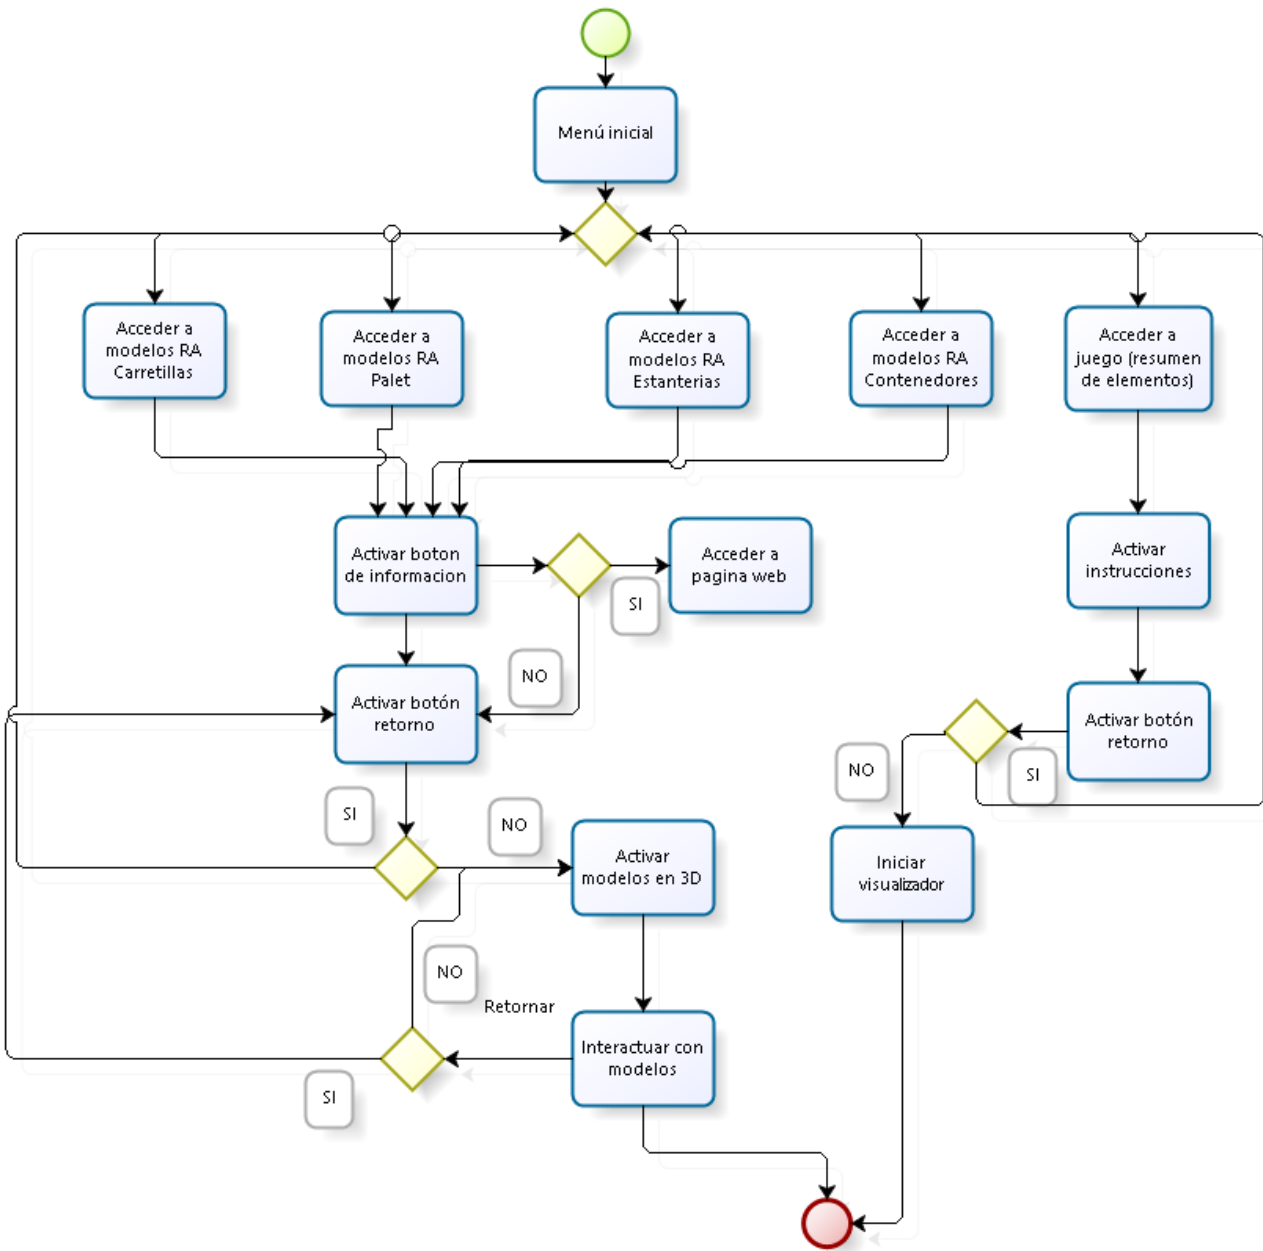 Menú inicial
Acceder a
modelos RA
Carretillas
Acceder a
modelos RA
Palet
Acceder a
modelos RA
Estanterias
Acceder a
modelos RA
Contenedores
Acceder a
juego (resumen
de elementos)
Activar boton
de informacion
Acceder a
pagina web
SI
NO
Activar
instrucciones
Activar botón
retorno
Activar botón
retorno
NO
SI
SI
NO
Activar
modelos en 3D
Iniciar
visualizador
NO
Retornar
Interactuar con
modelos
SI